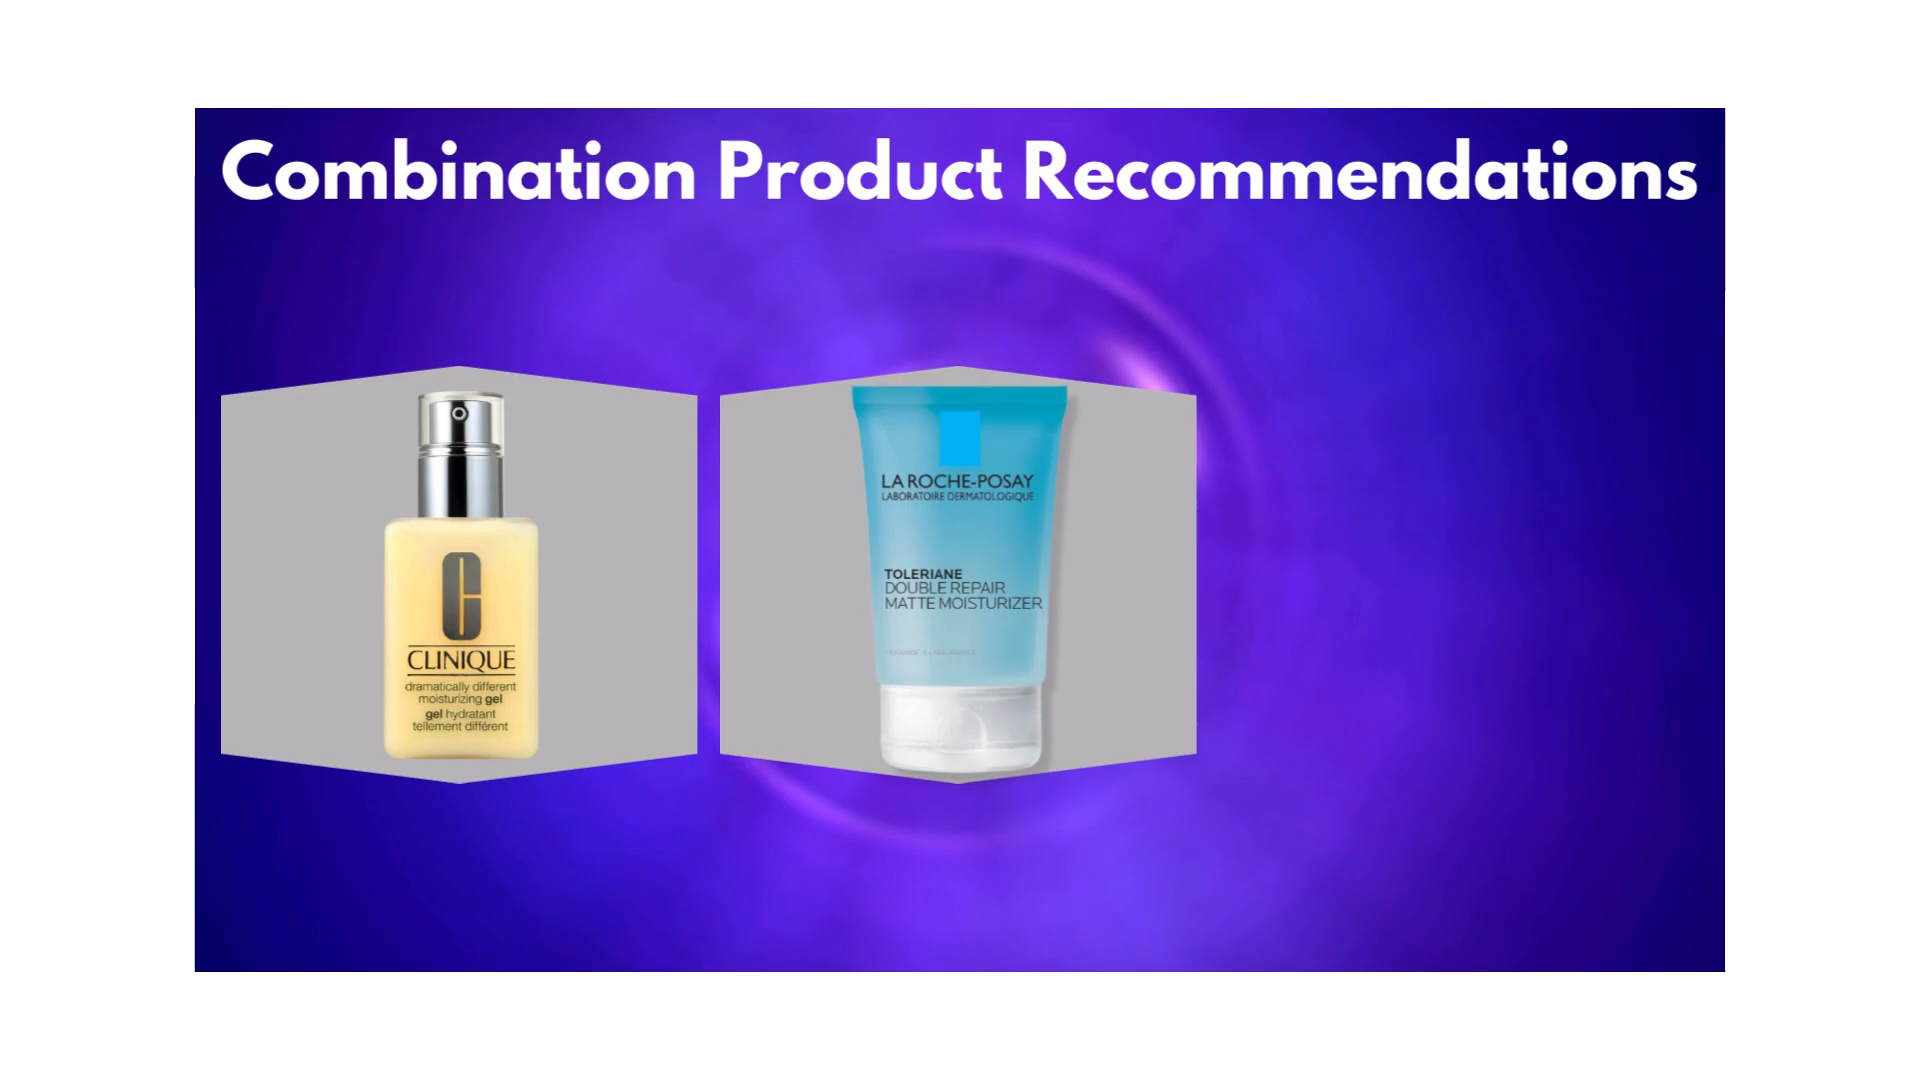 Combination Product Recommendations
CLINIQUE
dramatically different
moisturizing gel
gel hydratant
tellement différent
LA ROCHE-POSAY
LABORATOIRE DERMATOLOGIQUE
TOLERIANE
DOUBLE REPAIR
MATTE MOISTURIZER